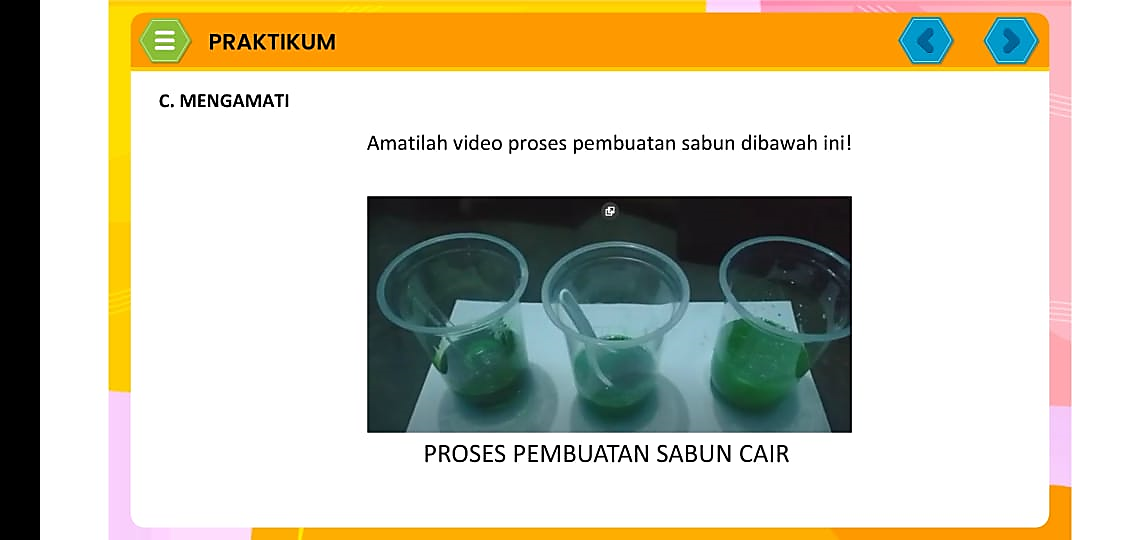 PRAKTIKUM
C. MENGAMATI
Amatilah video proses pembuatan sabun dibawah ini!
PROSES PEMBUATAN SABUN CAIR